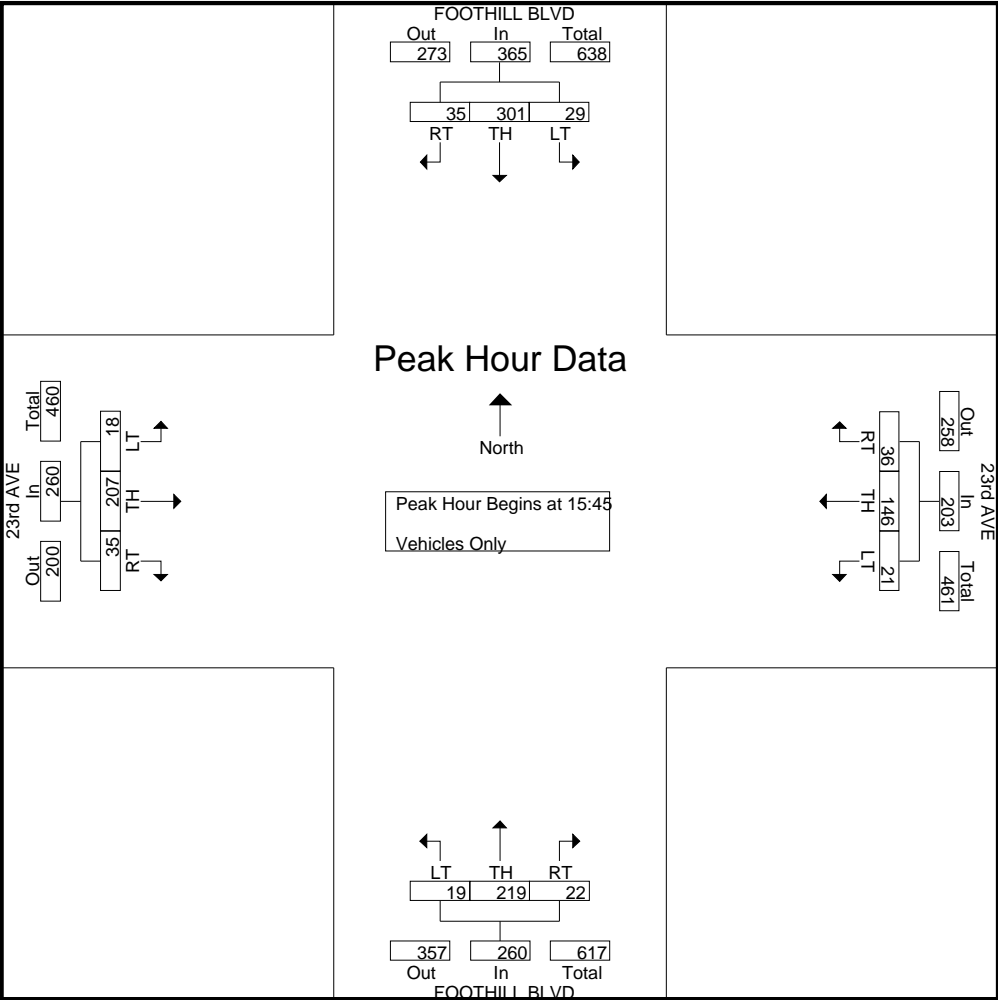 FOOTHILL BLVD
Out In Total
273 365 638
35 301 29
RT TH LT
Peak Hour Data
North
Peak Hour Begins at 15:45
Vehicles Only
23rd AVE
Out In Total
200 260 460
35 207 18
RT TH LT
23rd AVE
Out In Total
258 203 461
36 146 21
RT TH LT
LT TH RT
19 219 22
357 260 617
Out In Total
FOOTHILL BLVD